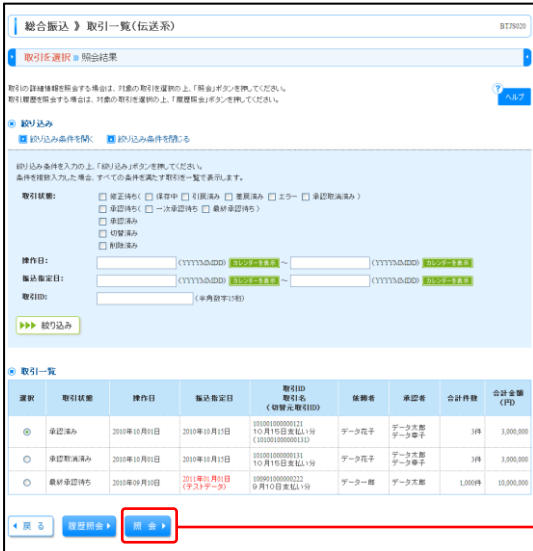 総合振込 》取引一覧(伝送系)
BTJS020
取引を選択 照会結果
取引の詳細情報を照会する場合は、対象の取引を選択の上、「照会」ボタンを押してください。
取引履歴を照会する場合は、対象の取引を選択の上、「履歴照会」ボタンを押してください。
ヘルプ
絞り込み
絞り込み条件を開く 絞り込み条件を閉じる
絞り込み条件を入力の上、「絞り込み」ボタンを押してください。
条件を複数入力した場合、すべての条件を満たす取引を一覧で表示します。
取引状態: 修正待ち( 保存中 引戻済み 差戻済み エラー 承認取消済み )
承認待ち( 一次承認待ち 最終承認待ち )
承認済み
切替済み
削除済み
操作日: (YYYYMMDD) カレンダーを表示 ～ (YYYYMMDD) カレンダーを表示
振込指定日: (YYYYMMDD) カレンダーを表示 ～ (YYYYMMDD) カレンダーを表示
取引ID: (半角数字15桁)
絞り込み
取引一覧
選択 取引状態 操作日 振込指定日 取引ID 取引名 (切替元取引ID) 依頼者 承認者 合計件数 合計金額 (円)
承認済み 2010年10月01日 2010年10月15日 101001000000121 10月15日支払い分 (101001000000131) データ花子 データ太郎 データ幸子 3件 3,000,000
承認取消済み 2010年10月01日 2010年10月15日 101001000000131 10月15日支払い分 データ花子 データ太郎 データ幸子 3件 3,000,000
最終承認待ち 2010年09月10日 2011年01月01日 (テストデータ) 100901000000222 9月10日支払い分 データ一郎 データ太郎 1,000件 10,000,000
戻る 履歴照会 照会